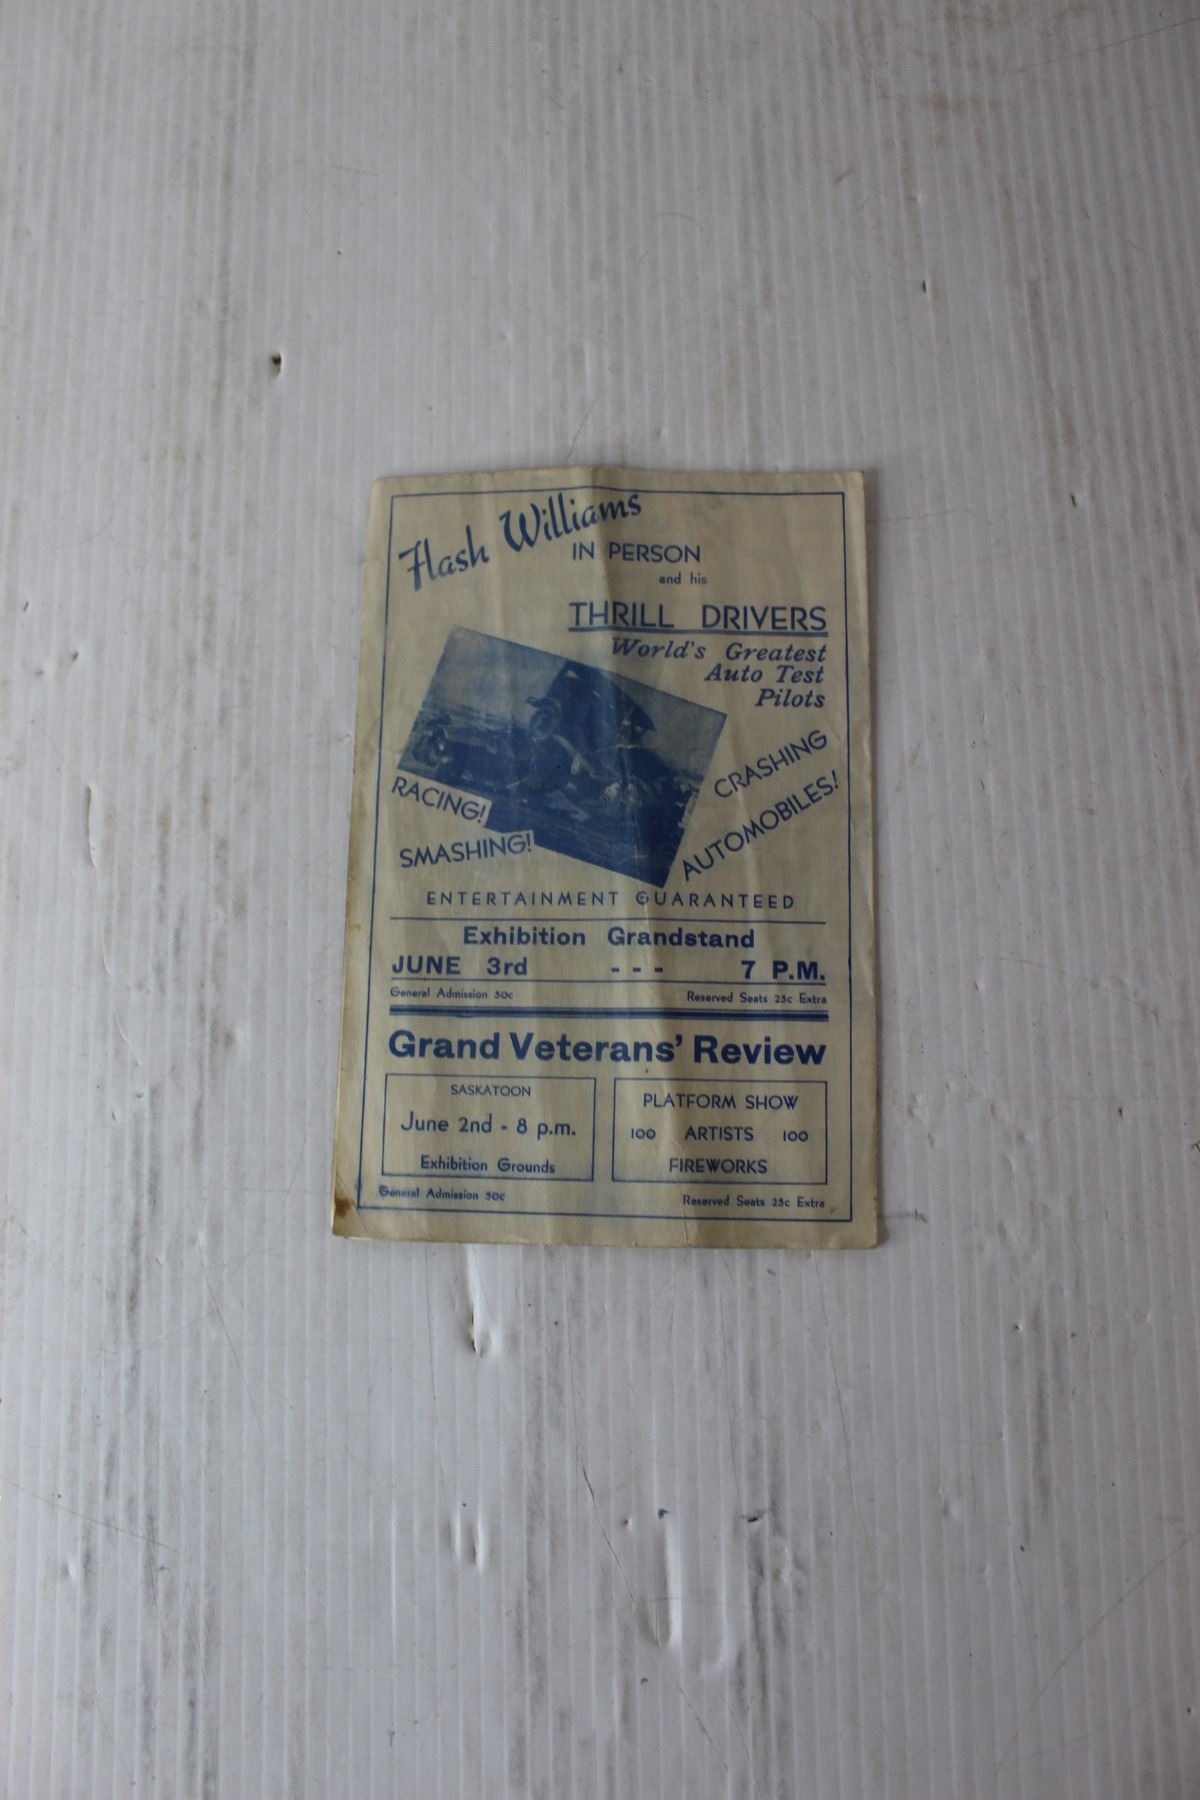 Flash Williams
IN PERSON
and his
THRILL DRIVERS
World's Greatest
Auto Test
Pilots
RACING!
SMASHING!
CRASHING
AUTOMOBILES!
ENTERTAINMENT GUARANTEED
Exhibition Grandstand
JUNE 3rd - - - 7 P.M.
General Admission 50c Reserved Seats 25c Extra
Grand Veterans' Review
SASKATOON
June 2nd - 8 p.m.
Exhibition Grounds
PLATFORM SHOW
100 ARTISTS 100
FIREWORKS
General Admission 50c Reserved Seats 25c Extra